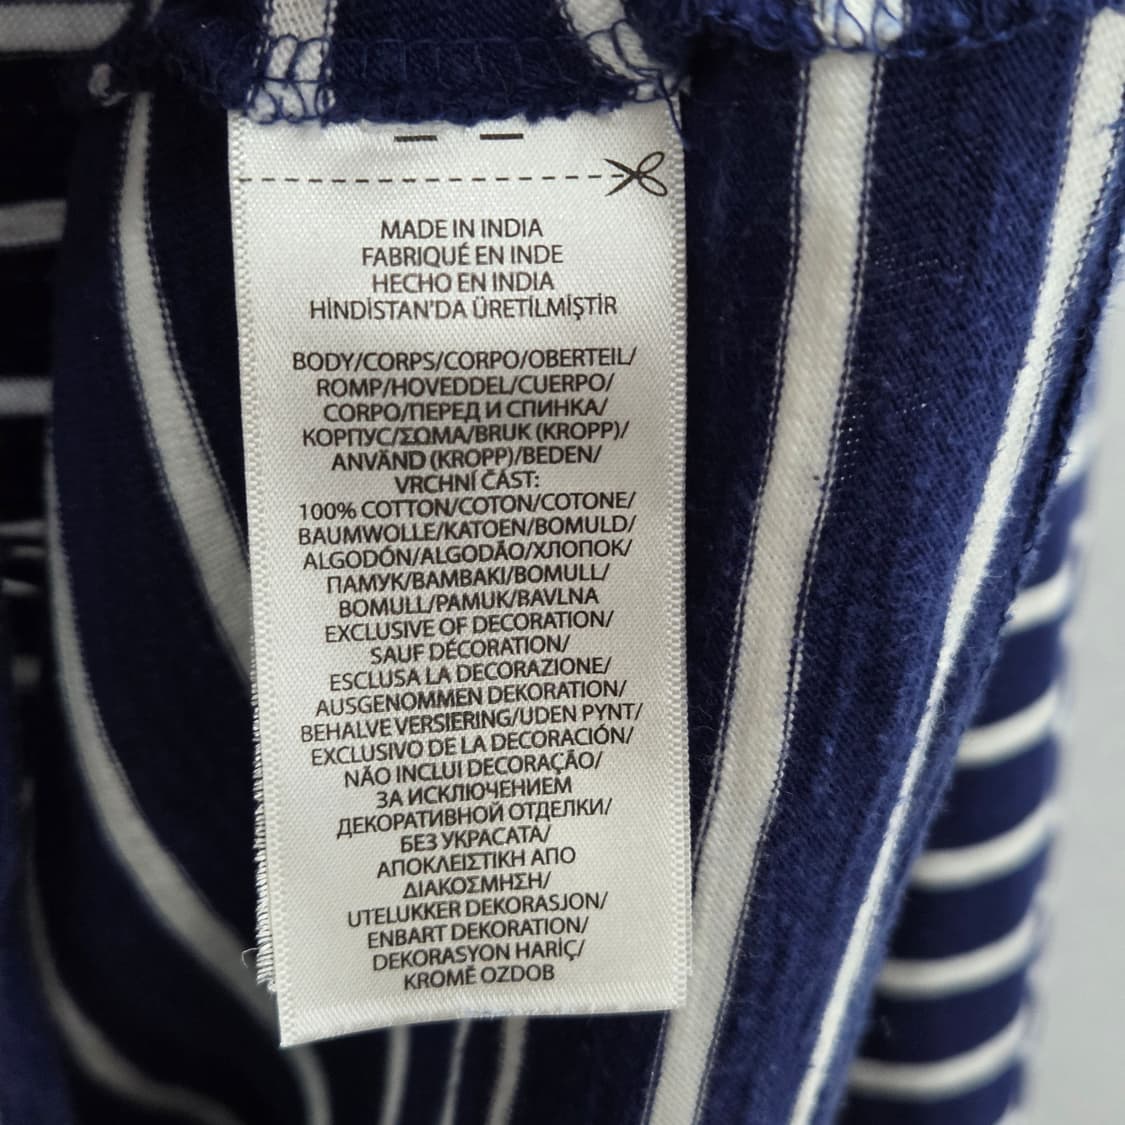 MADE IN INDIA
FABRIQUÉ EN INDE
HECHO EN INDIA
HİNDİSTAN'DA ÜRETİLMİŞTİR
BODY/CORPS/CORPO/OBERTEIL/
ROMP/HOVEDDEL/CUERPO/
CORPO/ПЕРЕД И СПИНКА/
КОРПУС/ΣΩΜΑ/BRUK (KROPP)/
ANVÄND (KROPP)/BEDEN/
VRCHNÍ ČÁST:
100% COTTON/COTON/COTONE/
BAUMWOLLE/KATOEN/BOMULD/
ALGODÓN/ALGODÃO/ХЛОПОК/
ПАМУК/ΒΑΜΒΑΚΙ/BOMULL/
BOMULL/PAMUK/BAVLNA
EXCLUSIVE OF DECORATION/
SAUF DÉCORATION/
ESCLUSA LA DECORAZIONE/
AUSGENOMMEN DEKORATION/
BEHALVE VERSIERING/UDEN PYNT/
EXCLUSIVO DE LA DECORACIÓN/
NÃO INCLUI DECORAÇÃO/
ЗА ИСКЛЮЧЕНИЕМ
ДЕКОРАТИВНОЙ ОТДЕЛКИ/
БЕЗ УКРАСАТА/
ΑΠΟΚΛΕΙΣΤΙΚΗ ΑΠΟ
ΔΙΑΚΟΣΜΗΣΗ/
UTELUKKER DEKORASJON/
ENBART DEKORATION/
DEKORASYON HARİÇ/
KROMĚ OZDOB